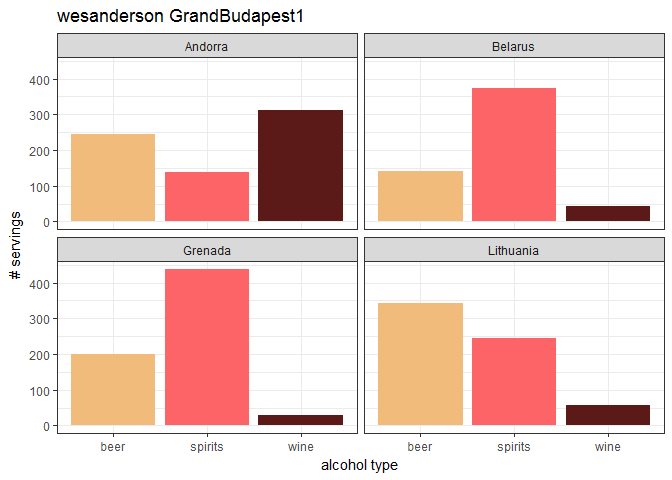 wesanderson GrandBudapest1
Andorra
Belarus
400
300
200
100
0
Grenada
Lithuania
400
300
200
100
0
# servings
beer spirits wine beer spirits wine
alcohol type